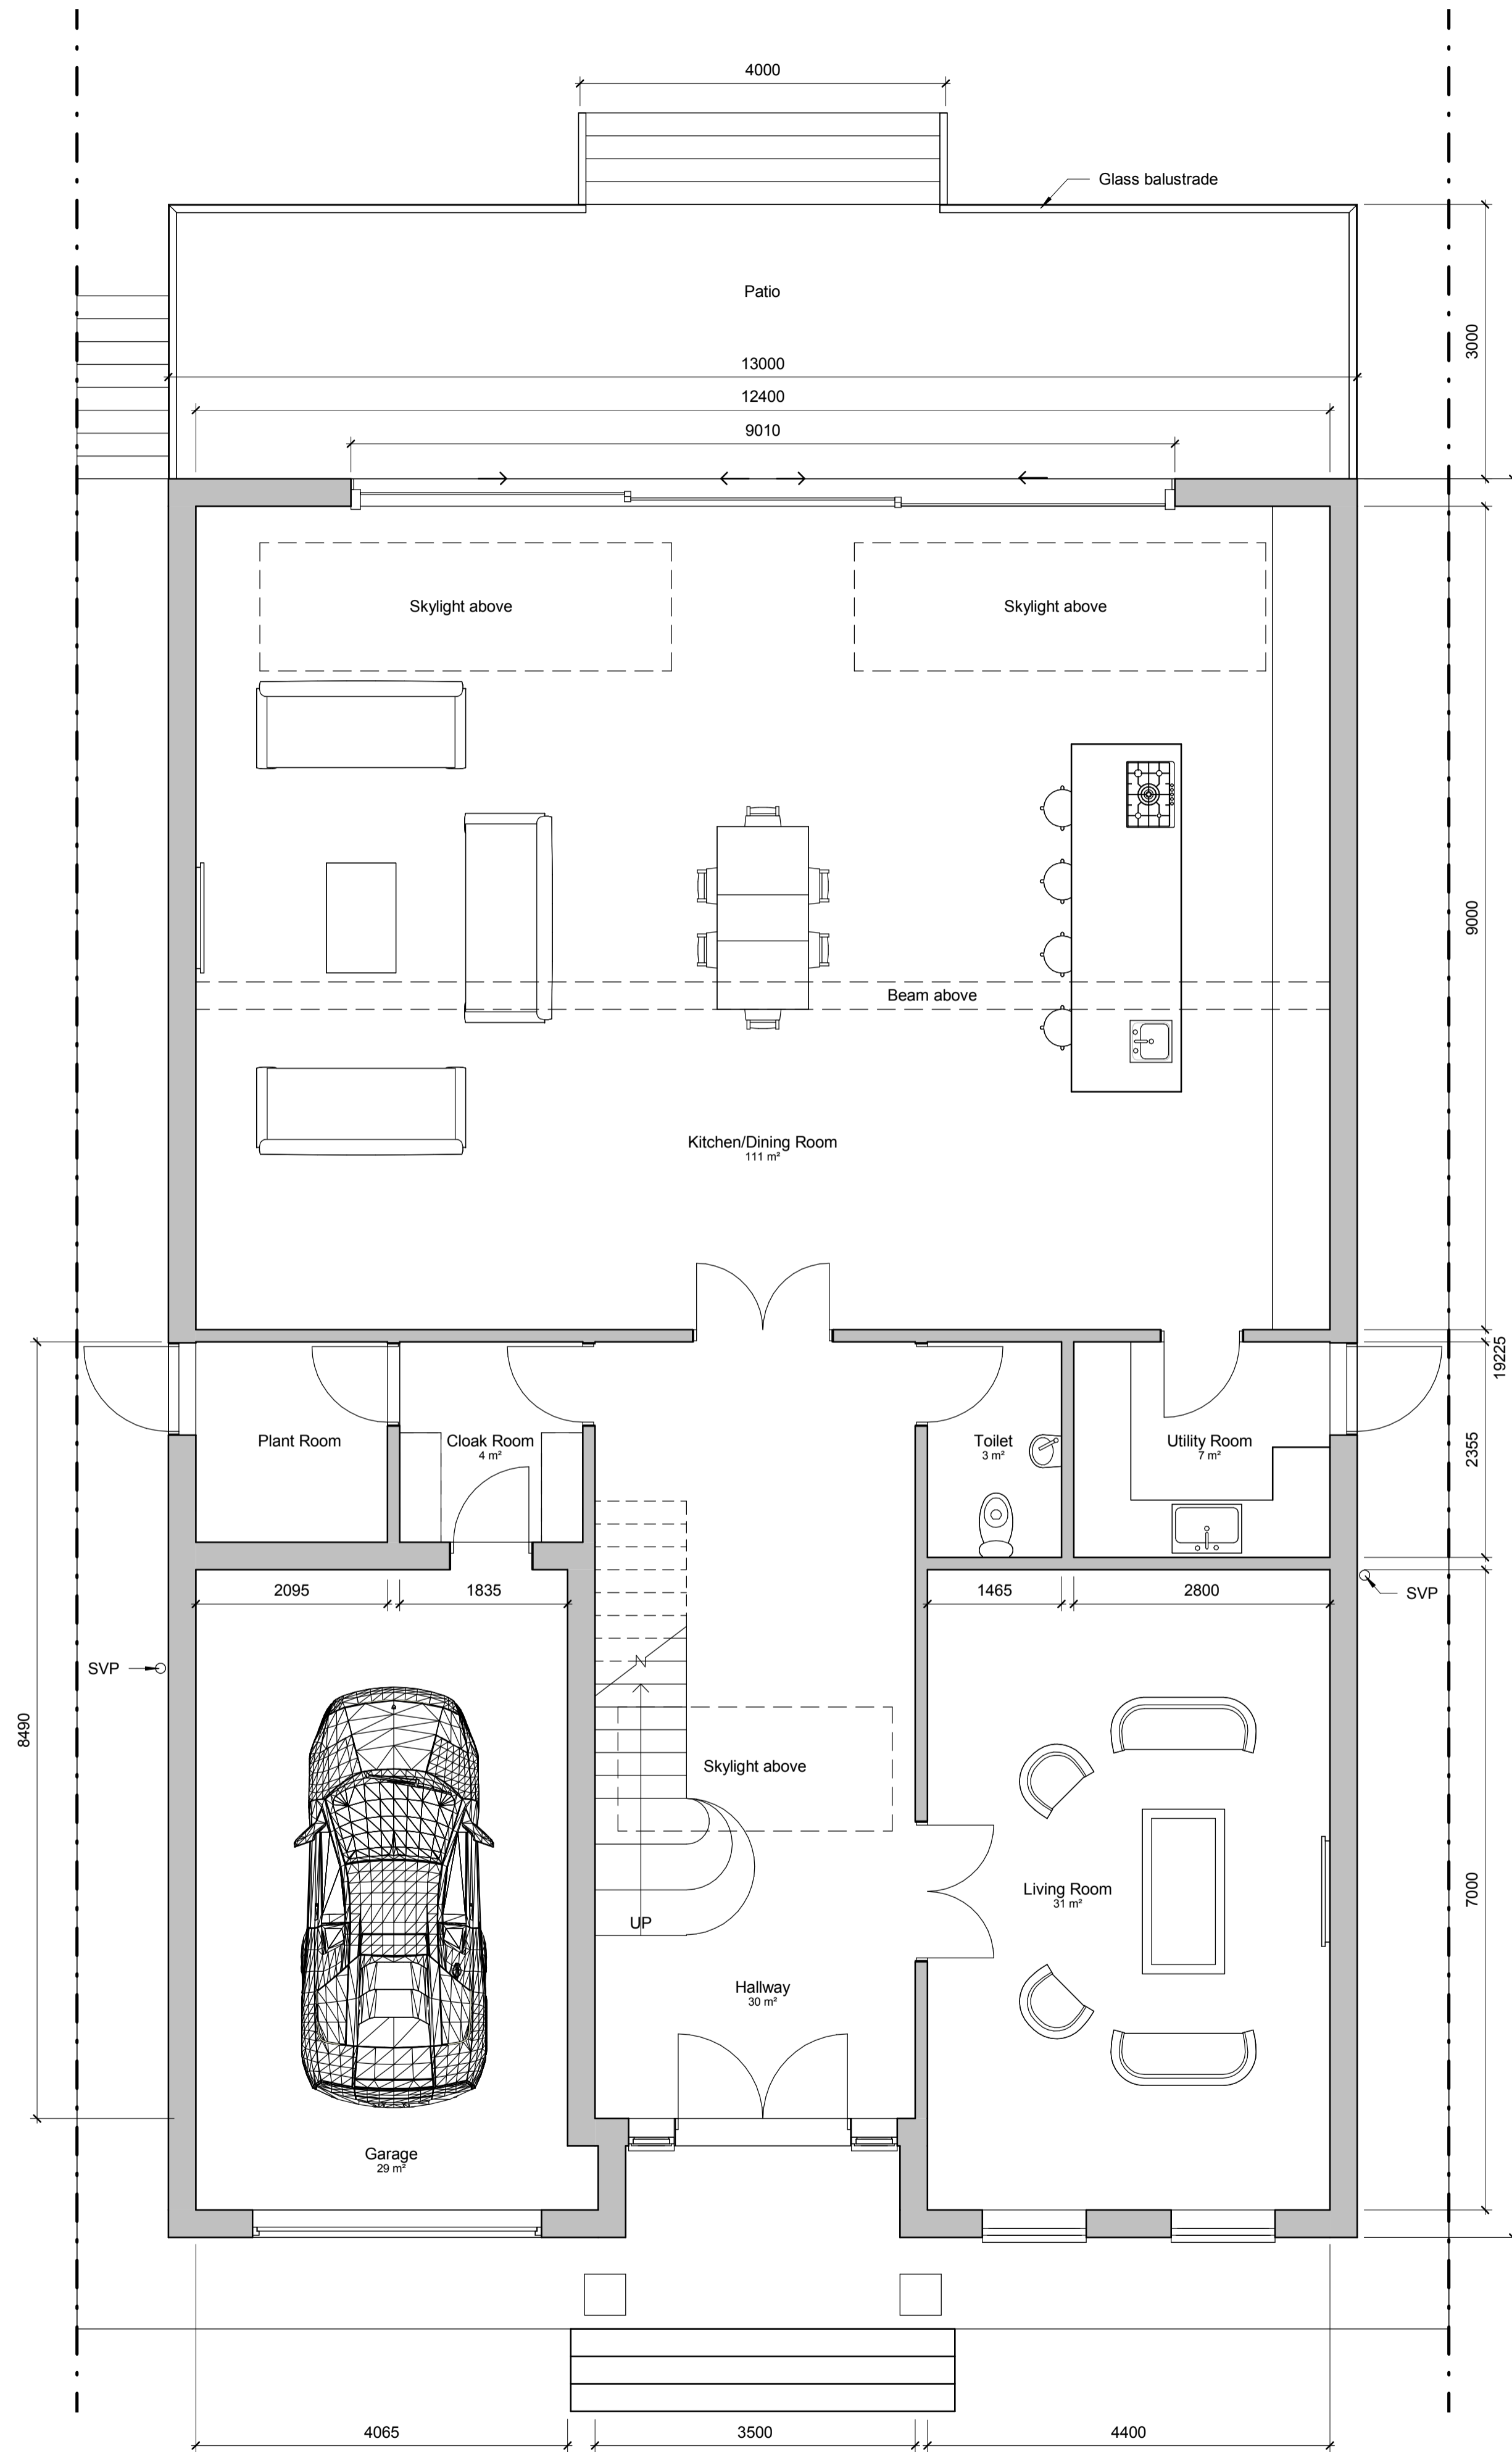 4000
Glass balustrade
Patio
3000
13000
12400
9010
Skylight above
Skylight above
9000
Beam above
Kitchen/Dining Room
111 m²
19225
Plant Room
Cloak Room
4 m²
Toilet
3 m²
Utility Room
7 m²
2355
2095
1835
1465
2800
SVP
SVP
8490
Skylight above
Living Room
31 m²
7000
UP
Hallway
30 m²
Garage
29 m²
4065
3500
4400